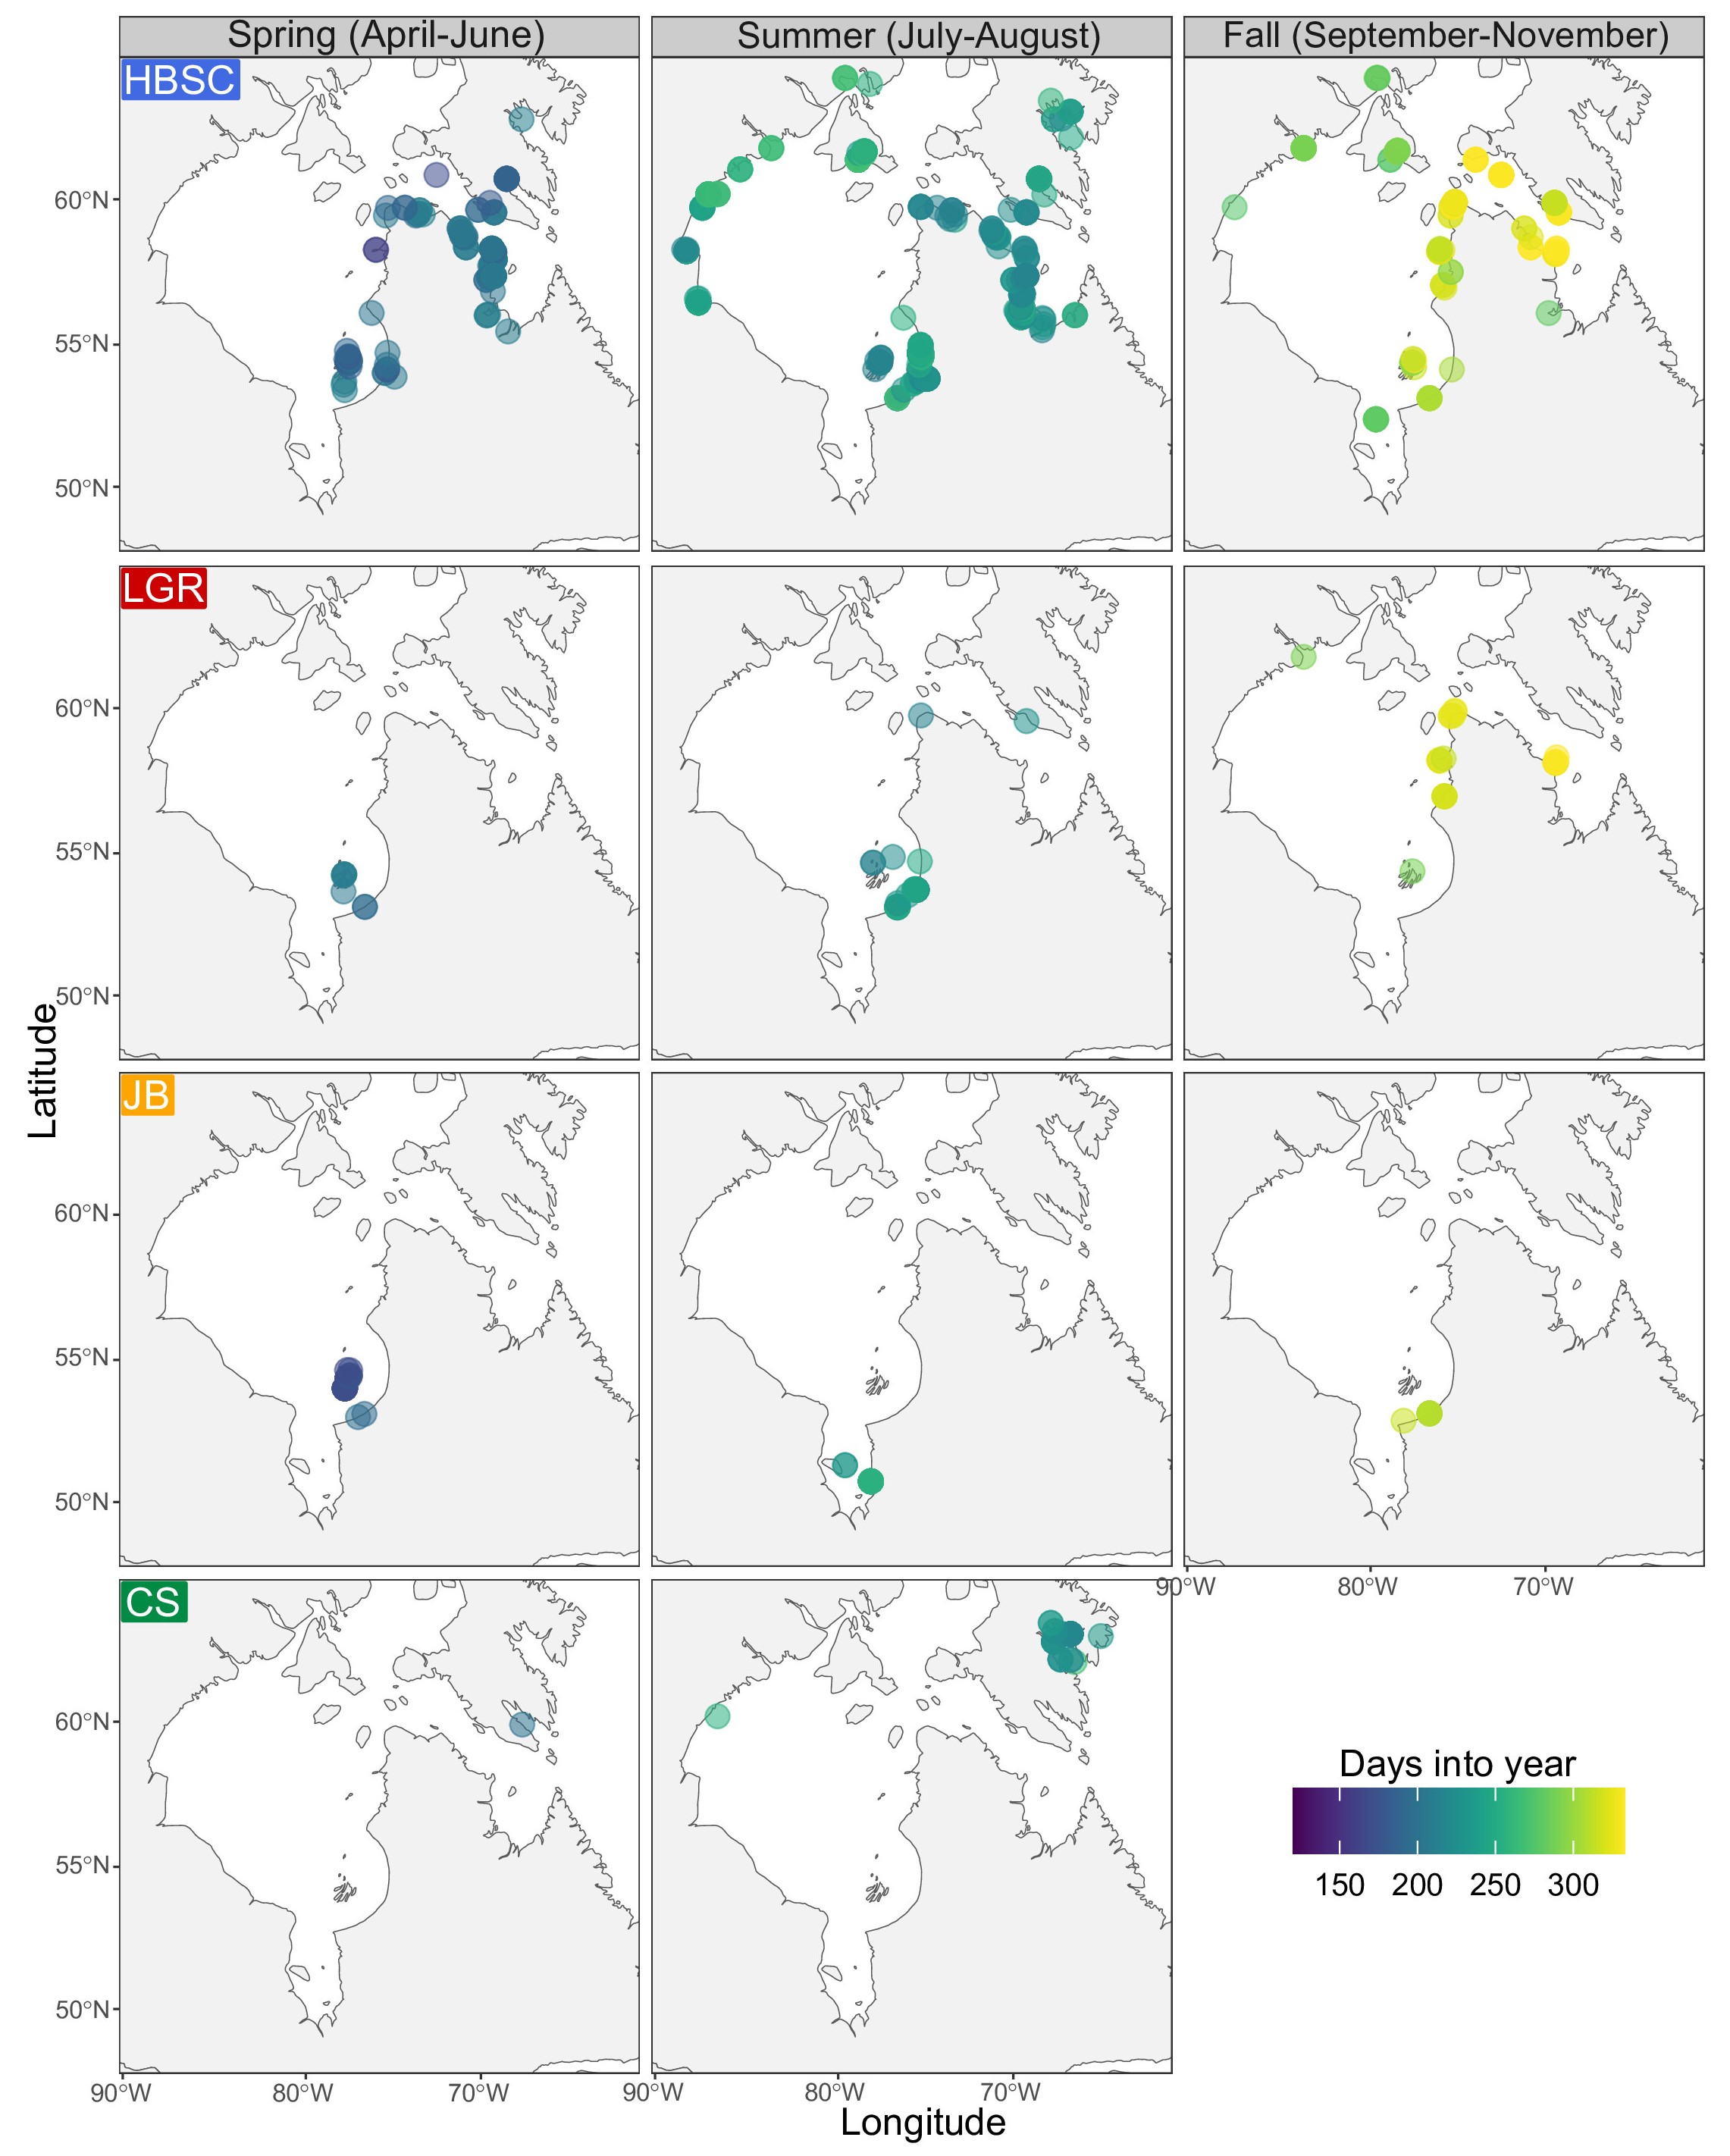 Spring (April-June)
Summer (July-August)
Fall (September-November)
HBSC
60°N
55°N
50°N
LGR
60°N
55°N
50°N
Latitude
JB
60°N
55°N
50°N
90°W
80°W
70°W
CS
60°N
55°N
50°N
Days into year
150
200
250
300
90°W
80°W
70°W
90°W
80°W
70°W
Longitude